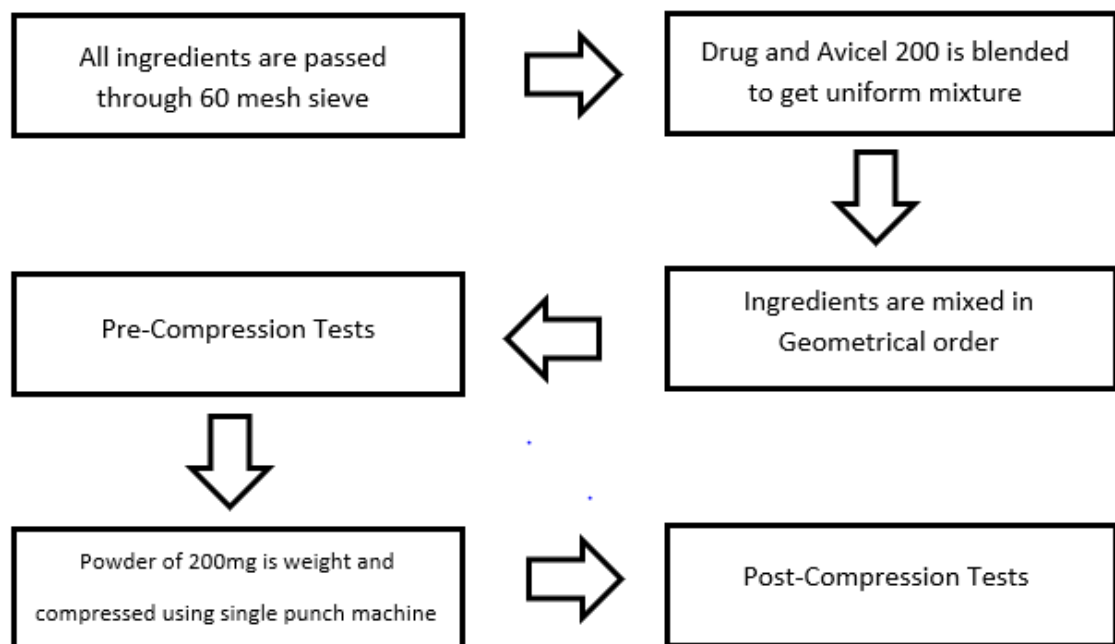 All ingredients are passed
through 60 mesh sieve
Drug and Avicel 200 is blended
to get uniform mixture
Ingredients are mixed in
Geometrical order
Pre-Compression Tests
Powder of 200mg is weight and
compressed using single punch machine
Post-Compression Tests